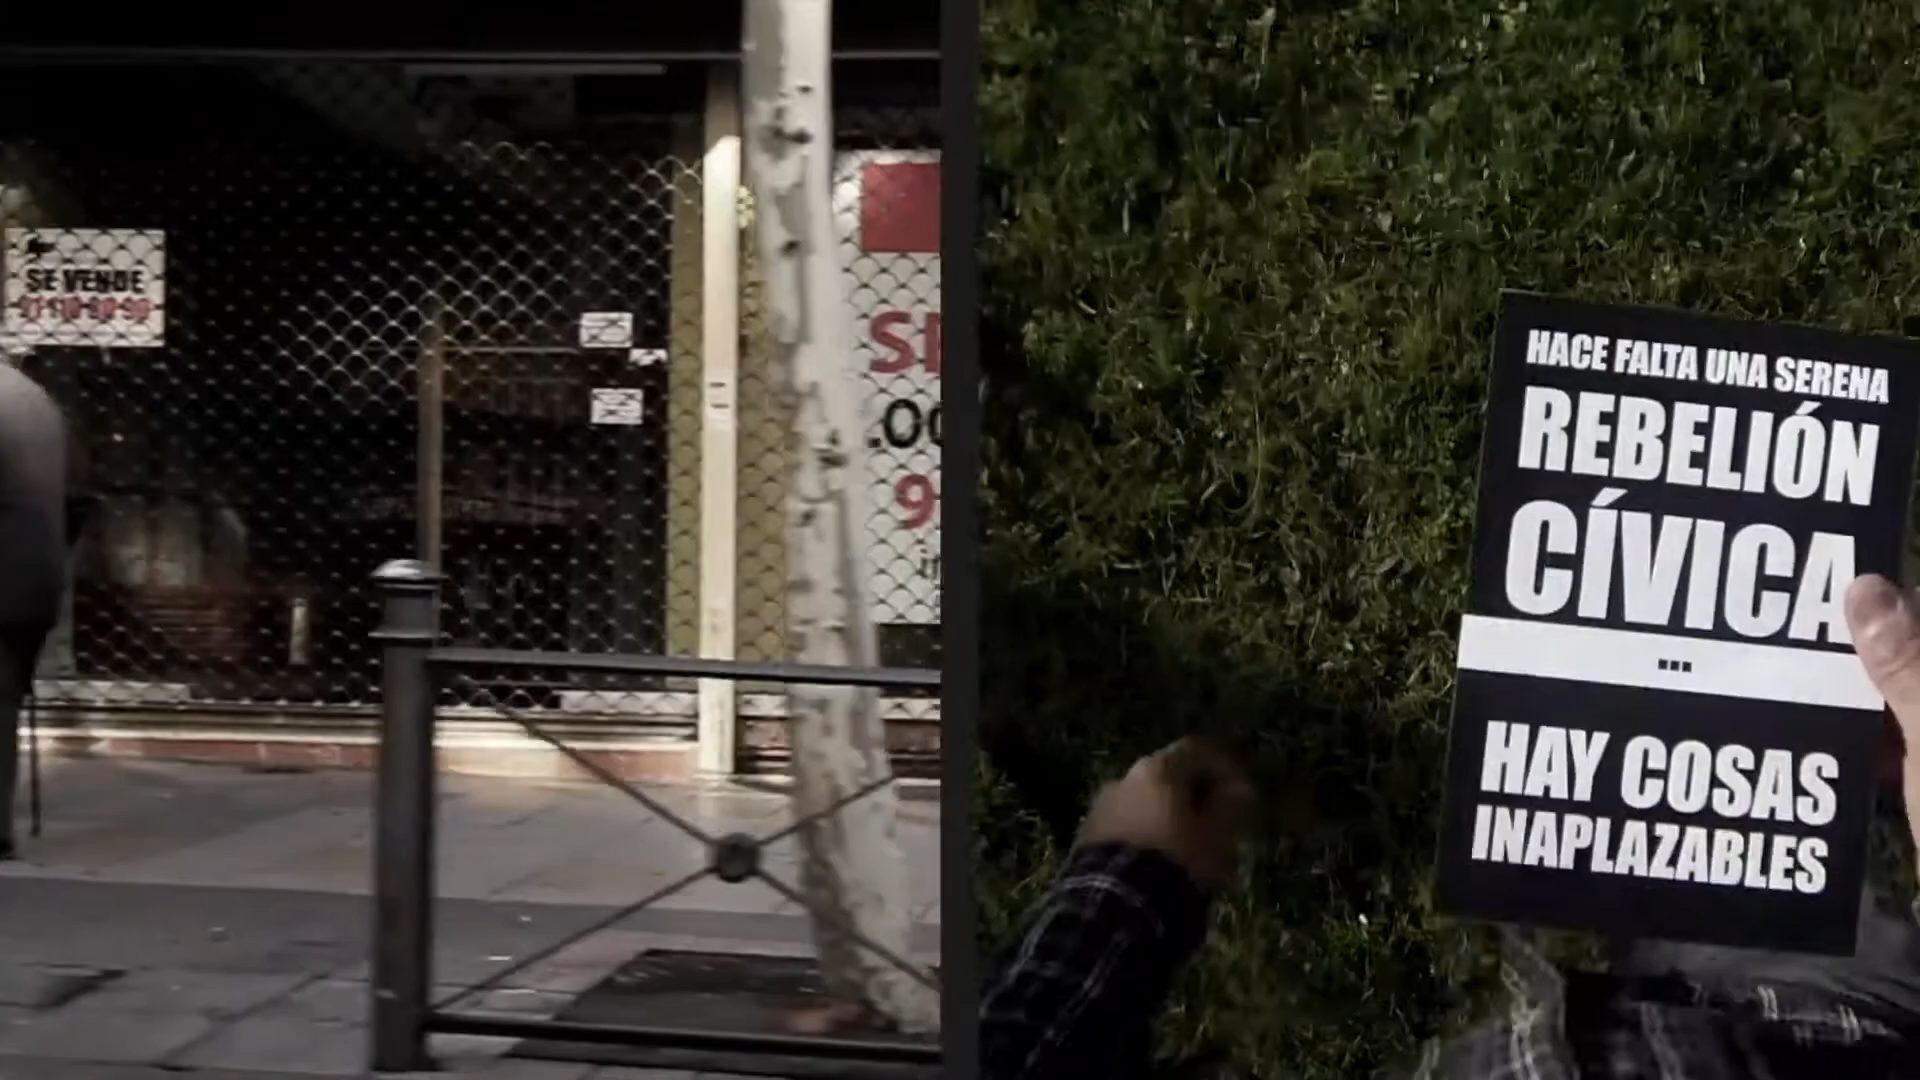 SE VENDE
HACE FALTA UNA SERENA
REBELIÓN
CÍVICA
...
HAY COSAS
INAPLAZABLES